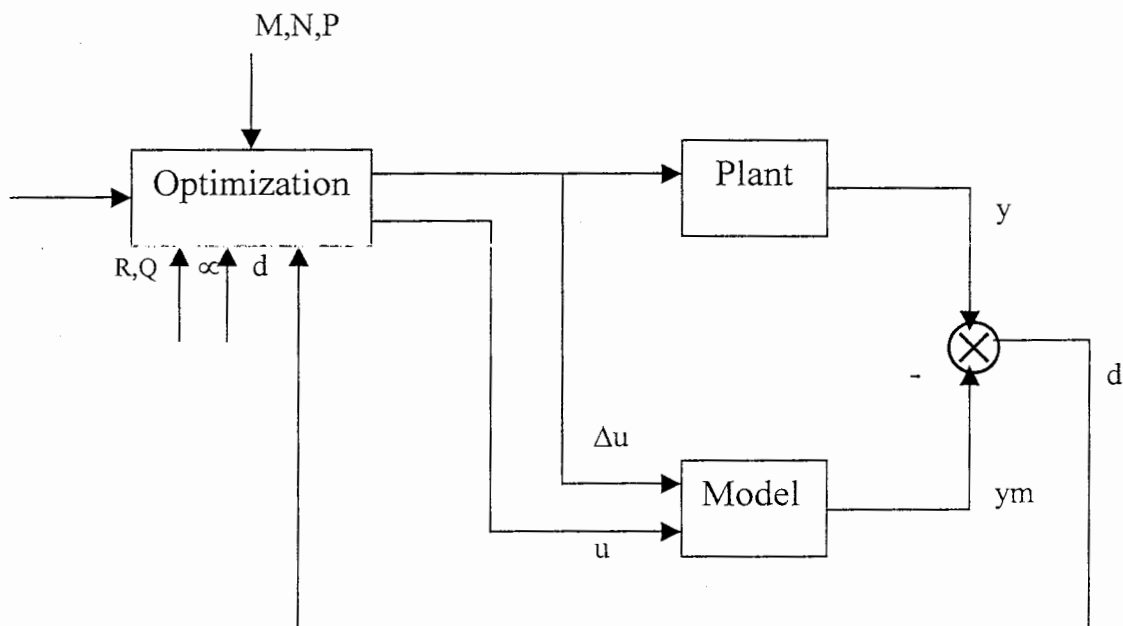 M,N,P
Optimization
Plant
y
R,Q ∝ d
-
d
Δu
Model
ym
u